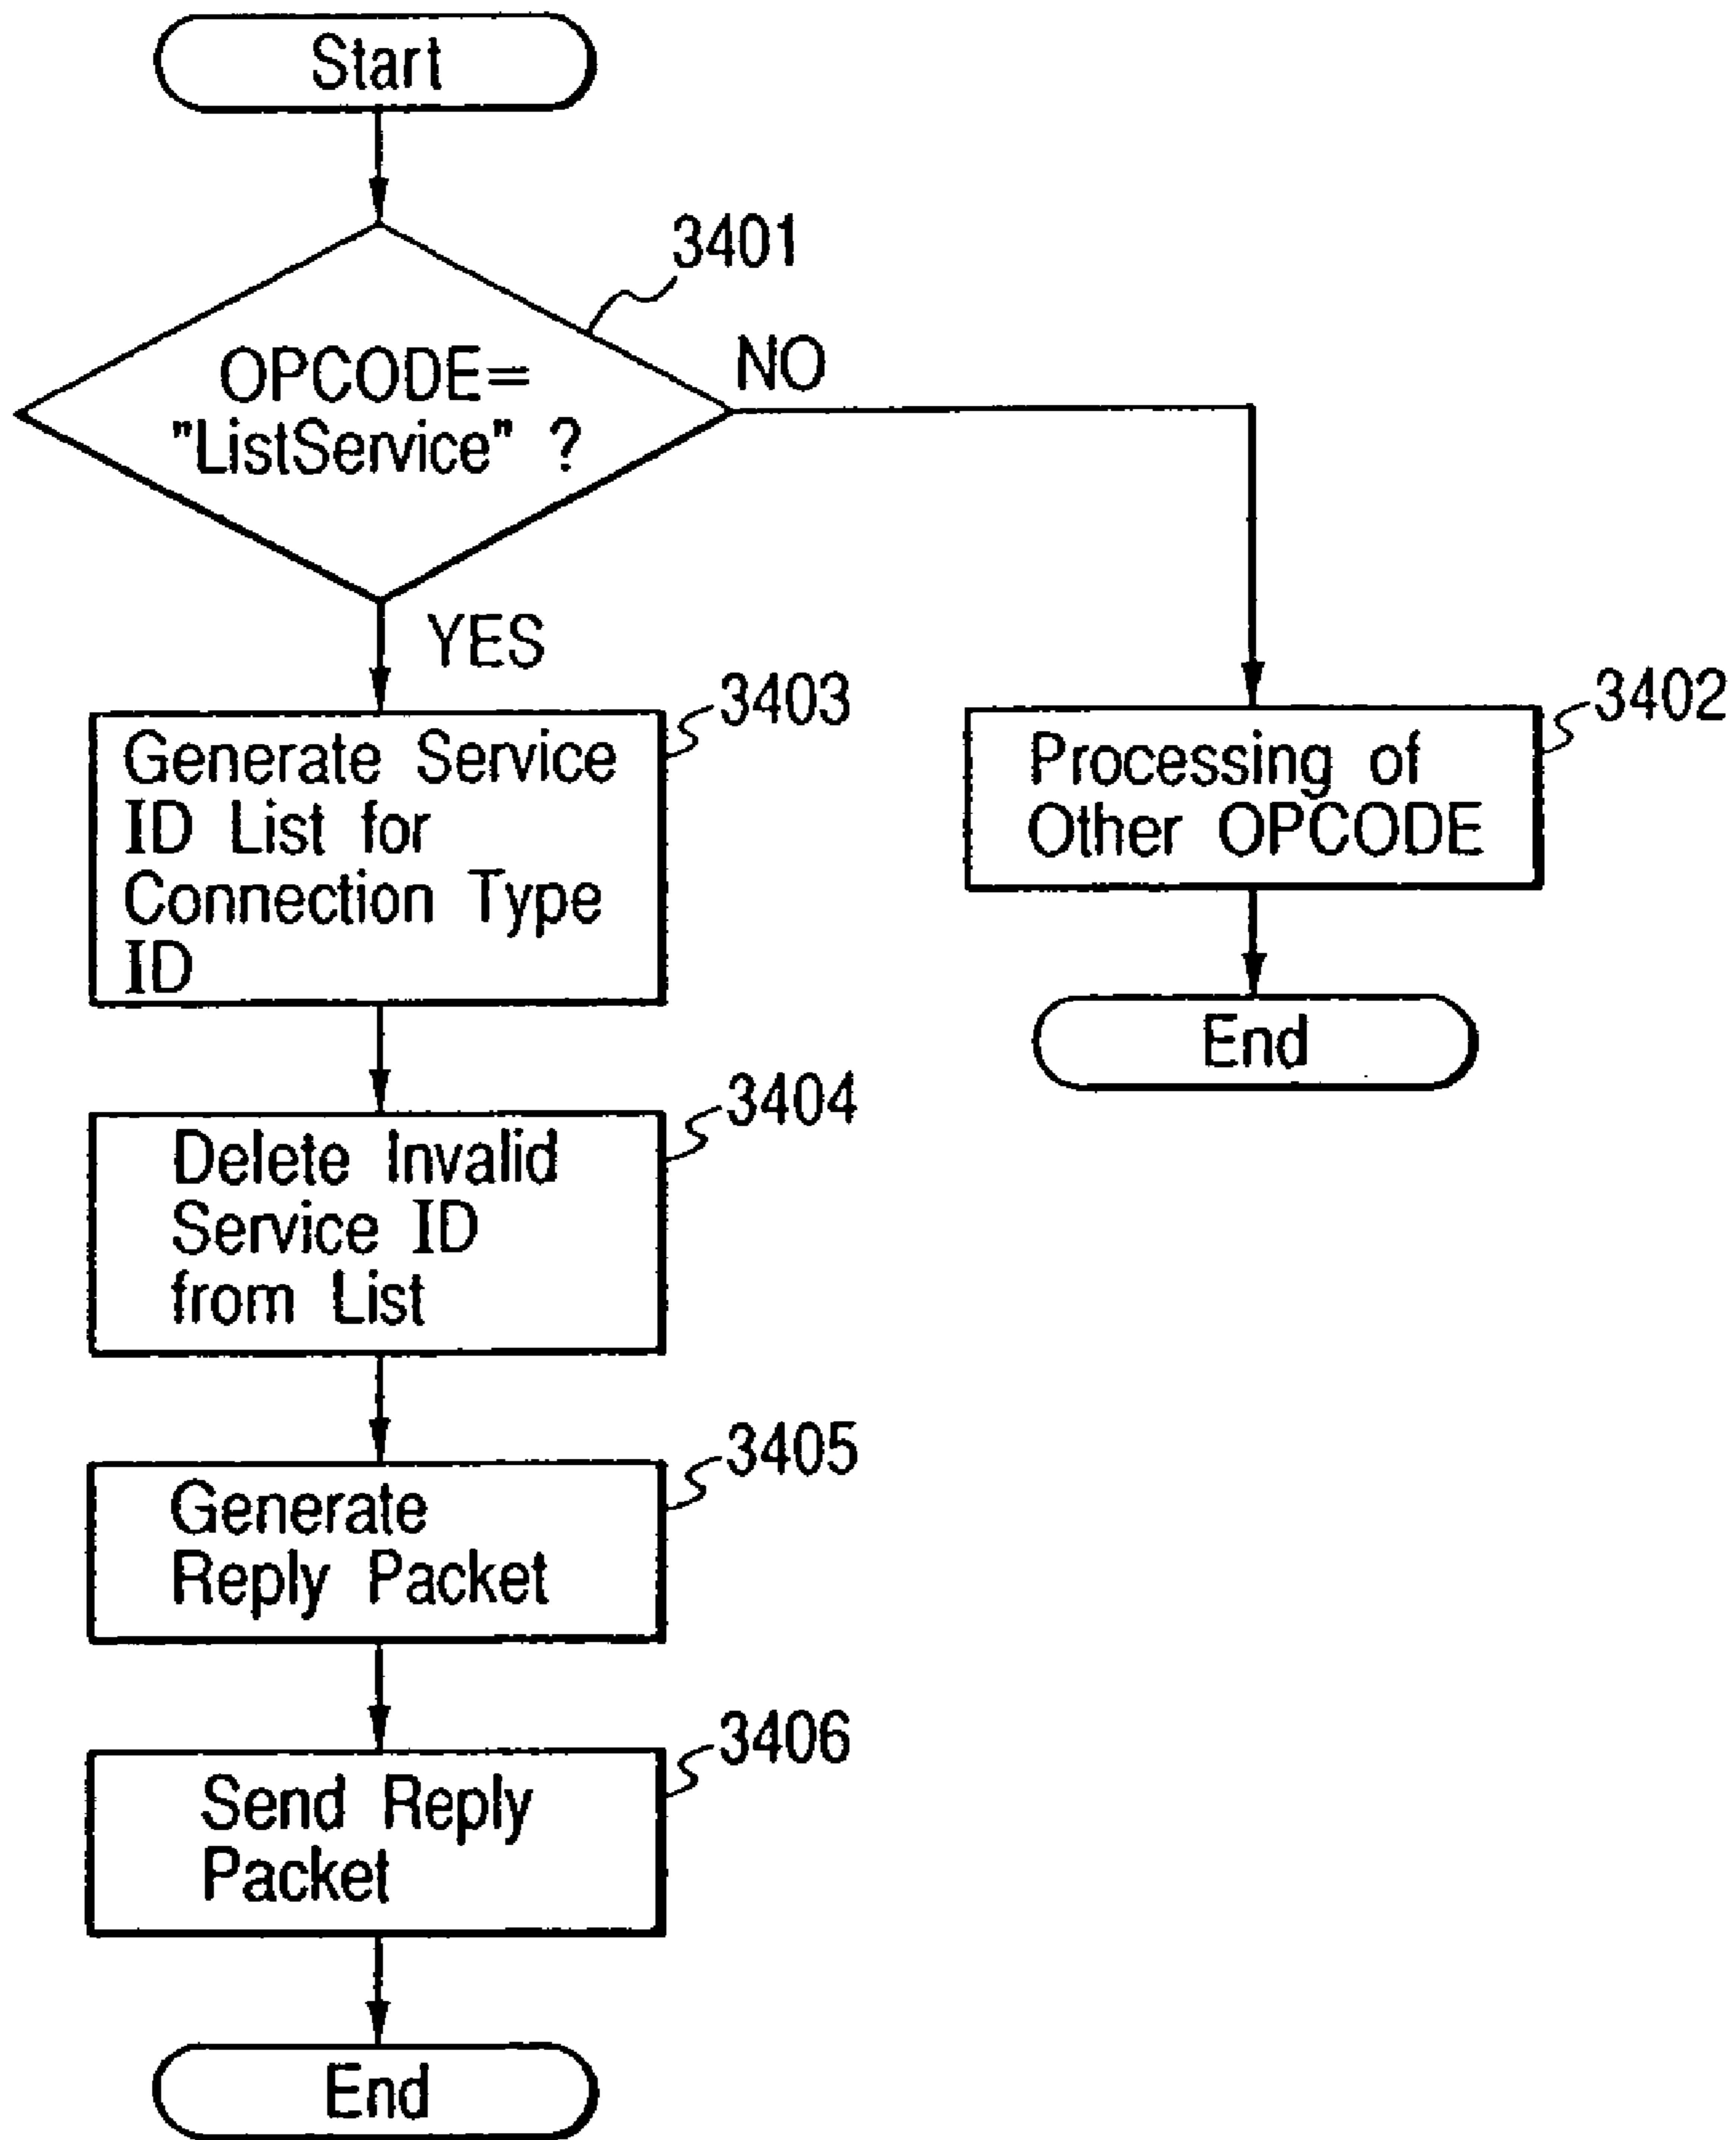 Start
3401
OPCODE=
"ListService" ?
NO
YES
3403
Generate Service
ID List for
Connection Type
ID
3402
Processing of
Other OPCODE
End
3404
Delete Invalid
Service ID
from List
3405
Generate
Reply Packet
3406
Send Reply
Packet
End